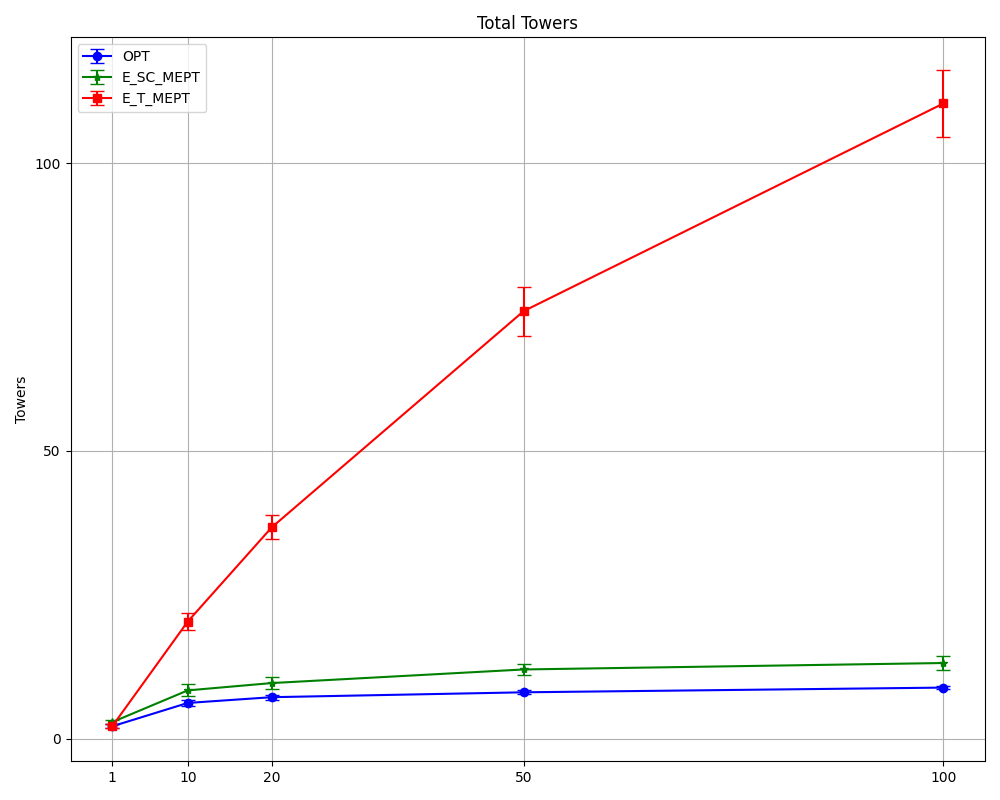 Total Towers
OPT
E_SC_MEPT
E_T_MEPT
100
50
0
Towers
1 10 20 50 100